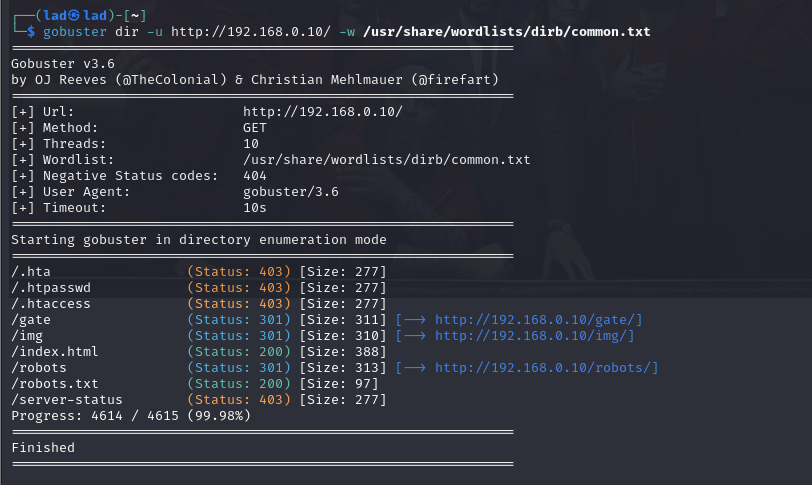 ┌──(lad㉿lad)-[~]
└─$ gobuster dir -u http://192.168.0.10/ -w /usr/share/wordlists/dirb/common.txt
===============================================================
Gobuster v3.6
by OJ Reeves (@TheColonial) & Christian Mehlmauer (@firefart)
===============================================================
[+] Url:                     http://192.168.0.10/
[+] Method:                  GET
[+] Threads:                 10
[+] Wordlist:                /usr/share/wordlists/dirb/common.txt
[+] Negative Status codes:   404
[+] User Agent:              gobuster/3.6
[+] Timeout:                 10s
===============================================================
Starting gobuster in directory enumeration mode
===============================================================
/.hta                 (Status: 403) [Size: 277]
/.htpasswd            (Status: 403) [Size: 277]
/.htaccess            (Status: 403) [Size: 277]
/gate                 (Status: 301) [Size: 311] [--> http://192.168.0.10/gate/]
/img                  (Status: 301) [Size: 310] [--> http://192.168.0.10/img/]
/index.html           (Status: 200) [Size: 388]
/robots               (Status: 301) [Size: 313] [--> http://192.168.0.10/robots/]
/robots.txt           (Status: 200) [Size: 97]
/server-status        (Status: 403) [Size: 277]
Progress: 4614 / 4615 (99.98%)
===============================================================
Finished
===============================================================